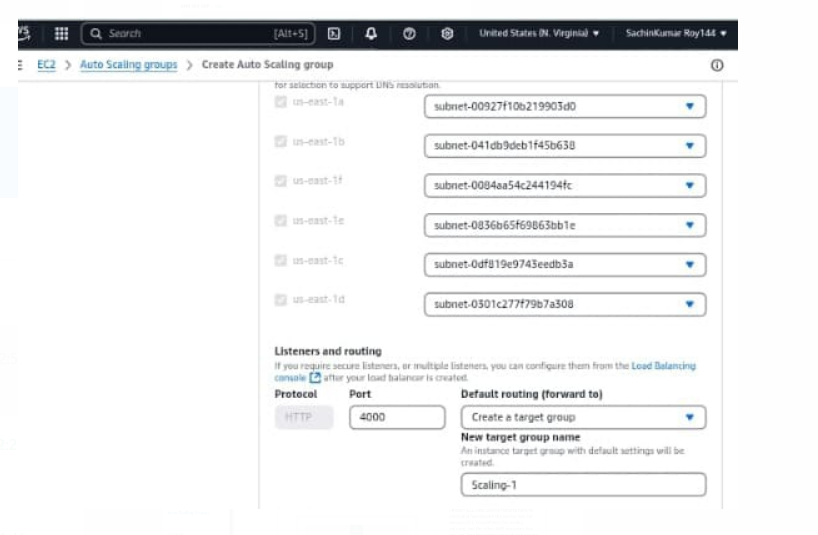 Search [Alt+S] United States (N. Virginia) SachinKumar Roy144
EC2 > Auto Scaling groups > Create Auto Scaling group
for selection to support DNS resolution.
us-east-1a subnet-00927f10b219903d0
us-east-1b subnet-041db9deb1f45b638
us-east-1f subnet-0084aa54c244194fc
us-east-1e subnet-0836b65f69863bb1e
us-east-1c subnet-0df819e9743eedb3a
us-east-1d subnet-0301c277f79b7a308
Listeners and routing
If you require secure listeners, or multiple listeners, you can configure them from the Load Balancing
console after your load balancer is created.
Protocol Port Default routing (forward to)
HTTP 4000 Create a target group
New target group name
An instance target group with default settings will be
created.
Scaling-1